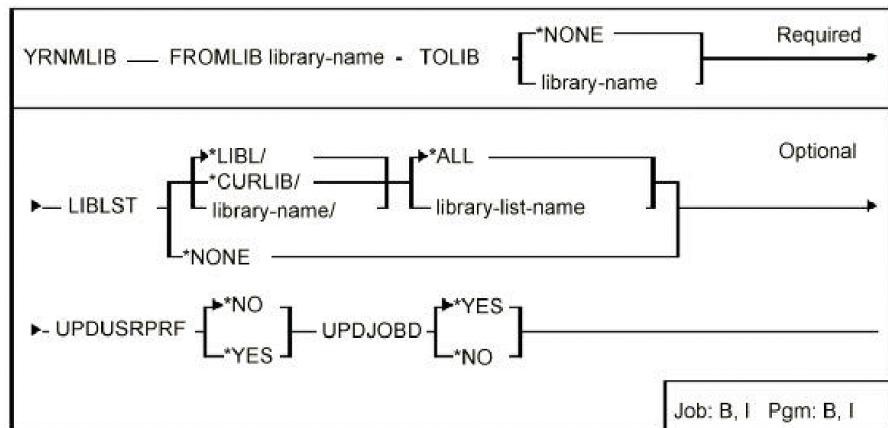 *NONE
Required
YRNMLIB — FROMLIB library-name - TOLIB
library-name
*LIBL/
*ALL
Optional
*CURLIB/
LIBLST
library-name/
library-list-name
*NONE
*NO
*YES
UPDUSRPRF
UPDJOBD
*YES
*NO
Job: B, I Pgm: B, I